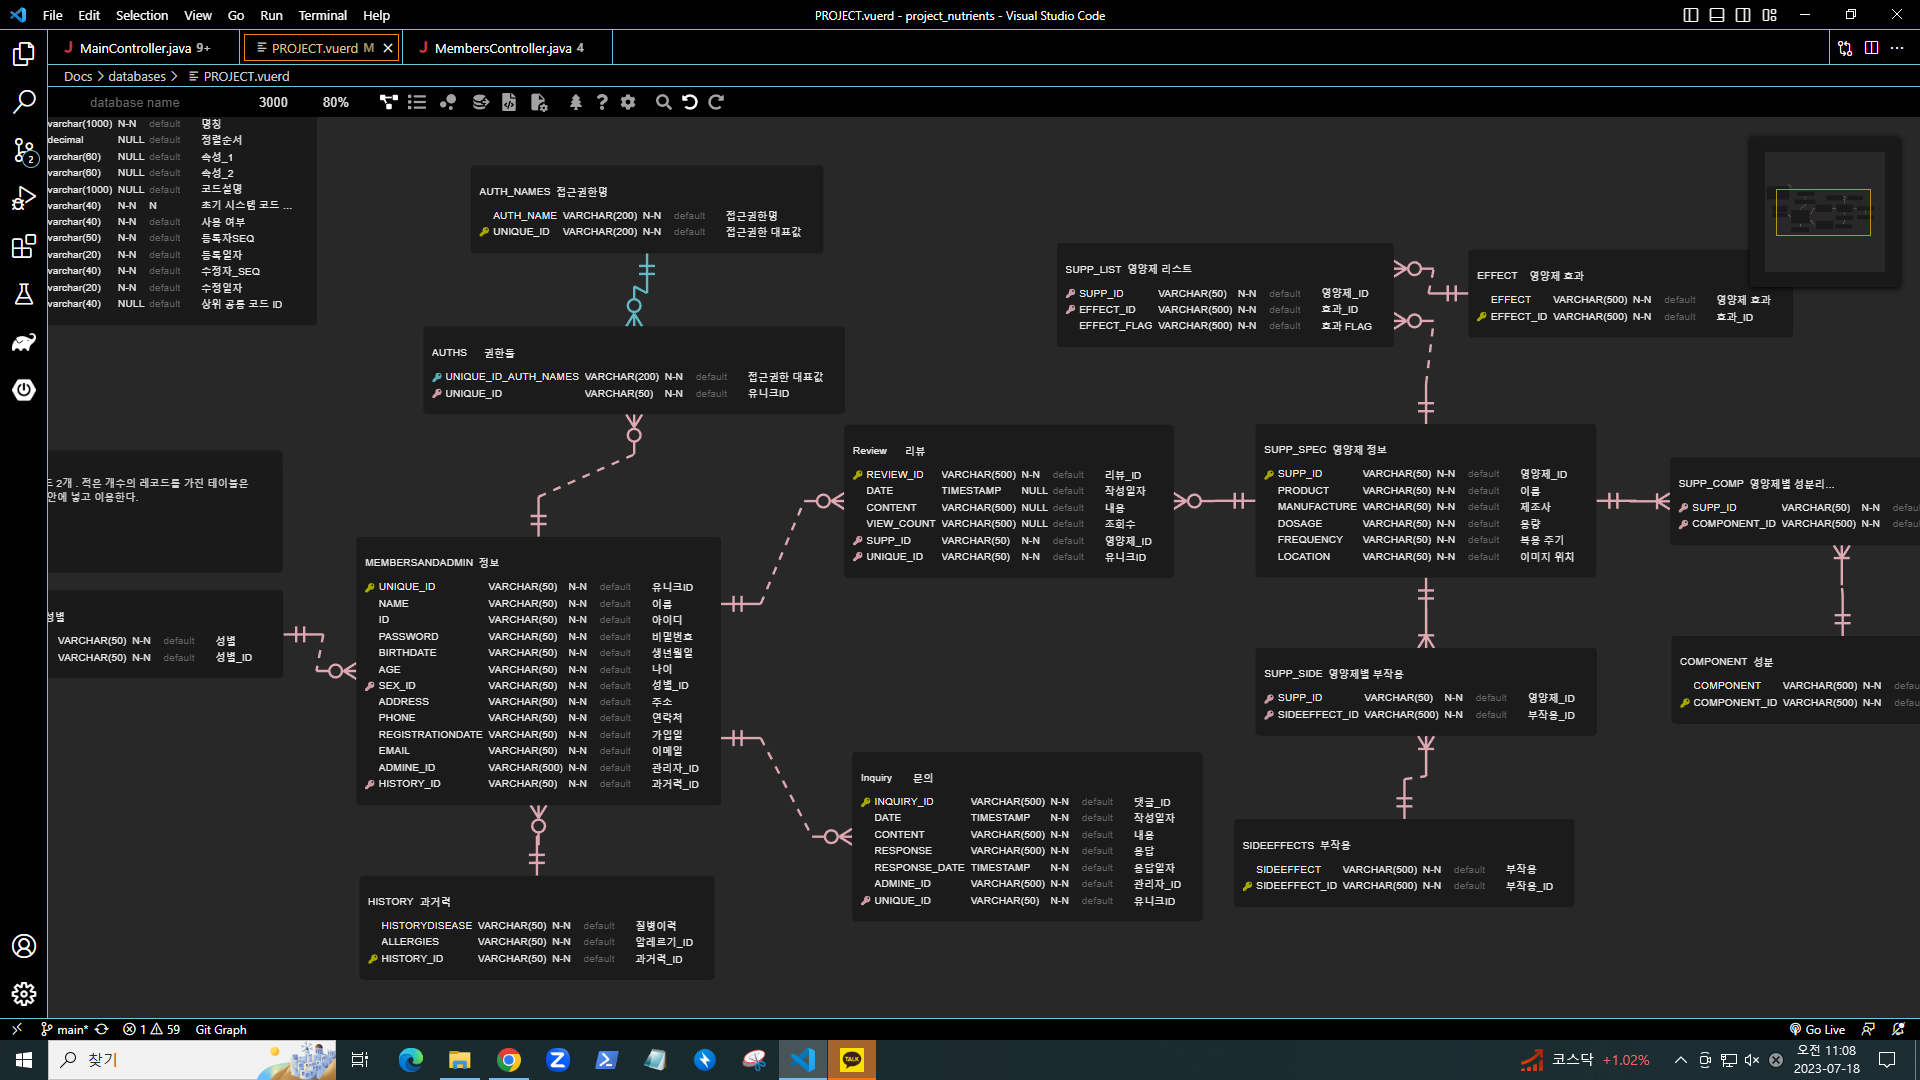 File Edit Selection View Go Run Terminal Help
PROJECT.vuerd - project_nutrients - Visual Studio Code
MainController.java 9+
PROJECT.vuerd M
MembersController.java 4
Docs databases PROJECT.vuerd
database name 3000 80%
varchar(1000) N-N default 명칭
decimal NULL default 정렬순서
varchar(60) NULL default 속성_1
varchar(60) NULL default 속성_2
varchar(1000) NULL default 코드설명
varchar(40) N-N N 초기 시스템 코드 ...
varchar(40) N-N default 사용 여부
varchar(50) N-N default 등록자SEQ
varchar(20) N-N default 등록일자
varchar(40) N-N default 수정자_SEQ
varchar(20) N-N default 수정일자
varchar(40) NULL default 상위 공통 코드 ID
AUTH_NAMES 접근권한명
AUTH_NAME VARCHAR(200) N-N default 접근권한명
UNIQUE_ID VARCHAR(200) N-N default 접근권한 대표값
AUTHS 권한들
UNIQUE_ID_AUTH_NAMES VARCHAR(200) N-N default 접근권한 대표값
UNIQUE_ID VARCHAR(50) N-N default 유니크ID
SUPP_LIST 영양제 리스트
SUPP_ID VARCHAR(50) N-N default 영양제_ID
EFFECT_ID VARCHAR(500) N-N default 효과_ID
EFFECT_FLAG VARCHAR(500) N-N default 효과 FLAG
EFFECT 영양제 효과
EFFECT VARCHAR(500) N-N default 영양제 효과
EFFECT_ID VARCHAR(500) N-N default 효과_ID
2개 . 적은 개수의 레코드를 가진 테이블은
안에 넣고 이용한다.
성별
VARCHAR(50) N-N default 성별
VARCHAR(50) N-N default 성별_ID
MEMBERSANDADMIN 정보
UNIQUE_ID VARCHAR(50) N-N default 유니크ID
NAME VARCHAR(50) N-N default 이름
ID VARCHAR(50) N-N default 아이디
PASSWORD VARCHAR(50) N-N default 비밀번호
BIRTHDATE VARCHAR(50) N-N default 생년월일
AGE VARCHAR(50) N-N default 나이
SEX_ID VARCHAR(50) N-N default 성별_ID
ADDRESS VARCHAR(50) N-N default 주소
PHONE VARCHAR(50) N-N default 연락처
REGISTRATIONDATE VARCHAR(50) N-N default 가입일
EMAIL VARCHAR(50) N-N default 이메일
ADMINE_ID VARCHAR(500) N-N default 관리자_ID
HISTORY_ID VARCHAR(50) N-N default 과거력_ID
Review 리뷰
REVIEW_ID VARCHAR(500) N-N default 리뷰_ID
DATE TIMESTAMP NULL default 작성일자
CONTENT VARCHAR(500) NULL default 내용
VIEW_COUNT VARCHAR(500) NULL default 조회수
SUPP_ID VARCHAR(50) N-N default 영양제_ID
UNIQUE_ID VARCHAR(50) N-N default 유니크ID
SUPP_SPEC 영양제 정보
SUPP_ID VARCHAR(50) N-N default 영양제_ID
PRODUCT VARCHAR(50) N-N default 이름
MANUFACTURE VARCHAR(50) N-N default 제조사
DOSAGE VARCHAR(50) N-N default 용량
FREQUENCY VARCHAR(50) N-N default 복용 주기
LOCATION VARCHAR(50) N-N default 이미지 위치
SUPP_COMP 영양제별 성분리...
SUPP_ID VARCHAR(50) N-N defau
COMPONENT_ID VARCHAR(500) N-N defau
COMPONENT 성분
COMPONENT VARCHAR(500) N-N defau
COMPONENT_ID VARCHAR(500) N-N defau
SUPP_SIDE 영양제별 부작용
SUPP_ID VARCHAR(50) N-N default 영양제_ID
SIDEEFFECT_ID VARCHAR(500) N-N default 부작용_ID
SIDEEFFECTS 부작용
SIDEEFFECT VARCHAR(500) N-N default 부작용
SIDEEFFECT_ID VARCHAR(500) N-N default 부작용_ID
Inquiry 문의
INQUIRY_ID VARCHAR(500) N-N default 댓글_ID
DATE TIMESTAMP N-N default 작성일자
CONTENT VARCHAR(500) N-N default 내용
RESPONSE VARCHAR(500) N-N default 응답
RESPONSE_DATE TIMESTAMP N-N default 응답일자
ADMINE_ID VARCHAR(500) N-N default 관리자_ID
UNIQUE_ID VARCHAR(50) N-N default 유니크ID
HISTORY 과거력
HISTORYDISEASE VARCHAR(50) N-N default 질병이력
ALLERGIES VARCHAR(50) N-N default 알레르기_ID
HISTORY_ID VARCHAR(50) N-N default 과거력_ID
2
main* 1 59 Git Graph
Go Live
찾기
TALK
코스닥 +1.02%
오전 11:08
2023-07-18